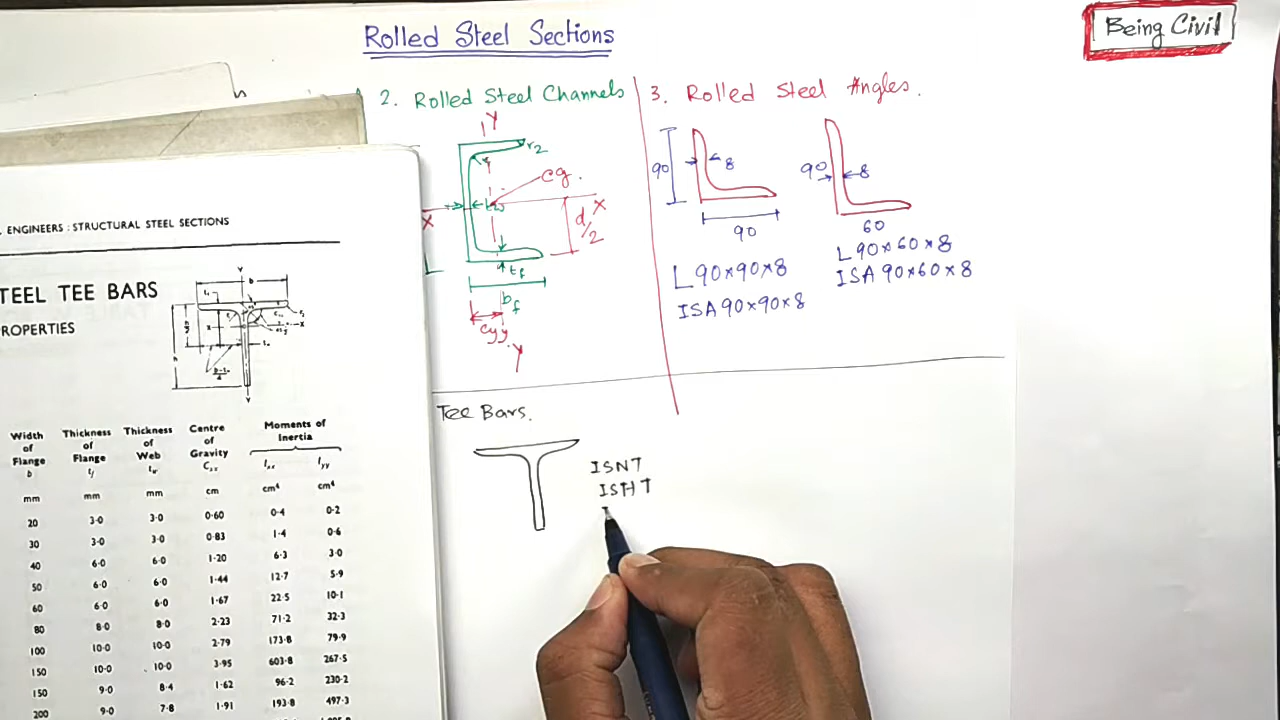 Rolled Steel Sections
Being Civil
2. Rolled Steel Channels
Y
r2
cg.
X
X
d/2
tf
bf
Cyy
Y
3. Rolled Steel Angles.
90
8
90
L 90×90×8
ISA 90×90×8
90
8
60
L 90×60×8
ISA 90×60×8
Tee Bars.
ISNT
ISHT
ENGINEERS : STRUCTURAL STEEL SECTIONS
STEEL TEE BARS
ROPERTIES
Width of Flange b
Thickness of Flange tf
Thickness of Web tw
Centre of Gravity Cxx
Moments of Inertia
Ixx Iyy
mm mm mm cm cm⁴ cm⁴
20 3·0 3·0 0·60 0·4 0·2
30 3·0 3·0 0·83 1·4 0·6
40 6·0 6·0 1·20 6·3 3·0
50 6·0 6·0 1·44 12·7 5·9
60 6·0 6·0 1·67 22·5 10·1
80 8·0 8·0 2·23 71·2 32·3
100 10·0 10·0 2·79 173·8 79·9
150 10·0 10·0 3·95 603·8 267·5
150 9·0 8·4 1·62 96·2 230·2
200 9·0 7·8 1·91 193·8 497·3